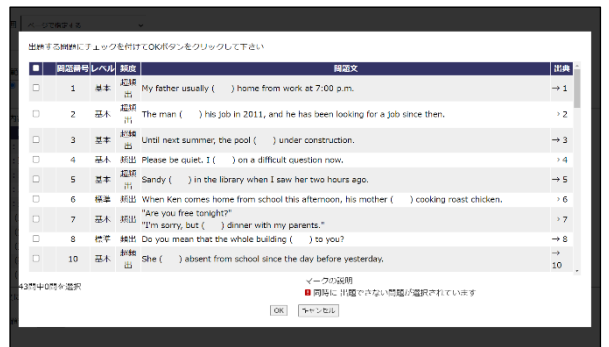 ページで指定する
出題する問題にチェックを付けてOKボタンをクリックして下さい
問題番号 レベル 頻度 問題文 出典
1 基本 超頻出 My father usually (　) home from work at 7:00 p.m. → 1
2 基本 超頻出 The man (　) his job in 2011, and he has been looking for a job since then. → 2
3 基本 超頻出 Until next summer, the pool (　) under construction. → 3
4 基本 頻出 Please be quiet. I (　) on a difficult question now. → 4
5 基本 超頻出 Sandy (　) in the library when I saw her two hours ago. → 5
6 標準 頻出 When Ken comes home from school this afternoon, his mother (　) cooking roast chicken. → 6
7 基本 頻出 "Are you free tonight?"
"I'm sorry, but (　) dinner with my parents." → 7
8 標準 頻出 Do you mean that the whole building (　) to you? → 8
10 基本 超頻出 She (　) absent from school since the day before yesterday. → 10
43問中0問を選択
マークの説明
同時に出題できない問題が選択されています
OK キャンセル